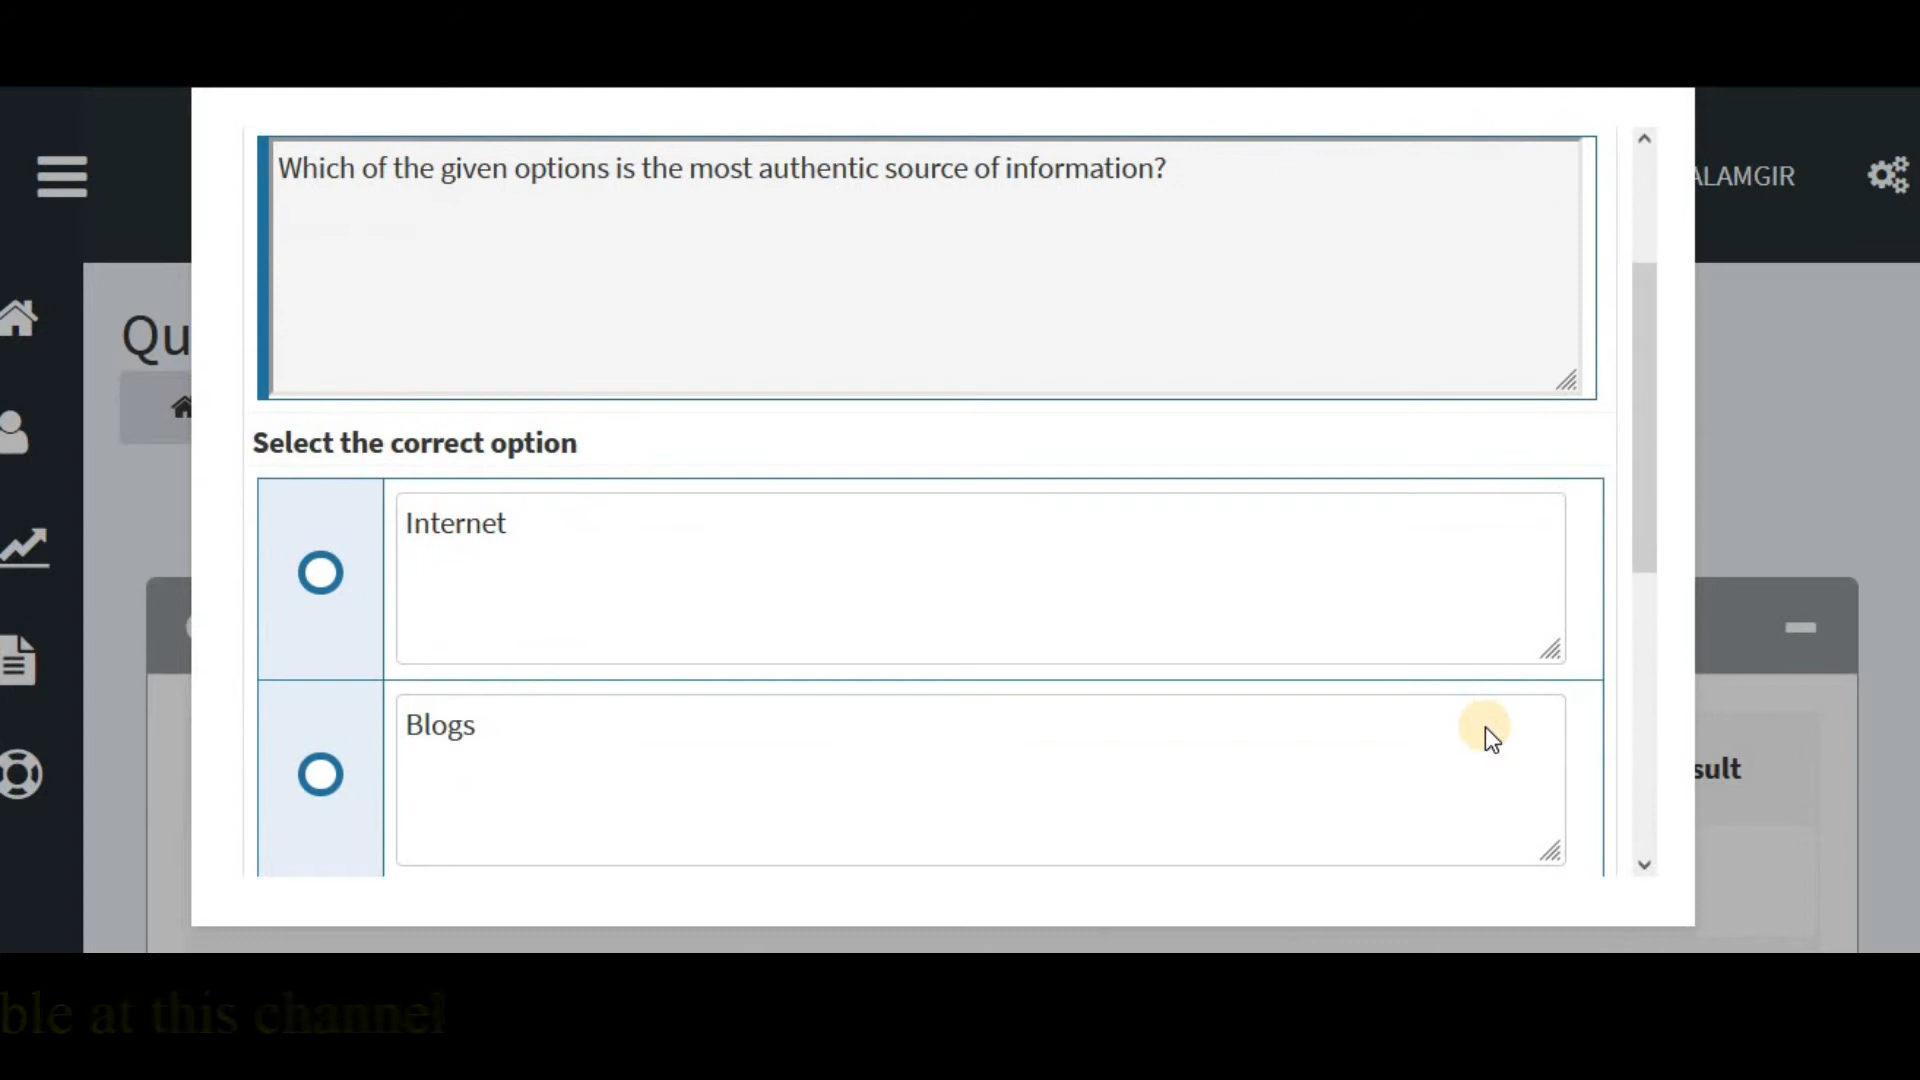 Which of the given options is the most authentic source of information?
ALAMGIR
Qu
Select the correct option
Internet
Blogs
sult
ble at this channel